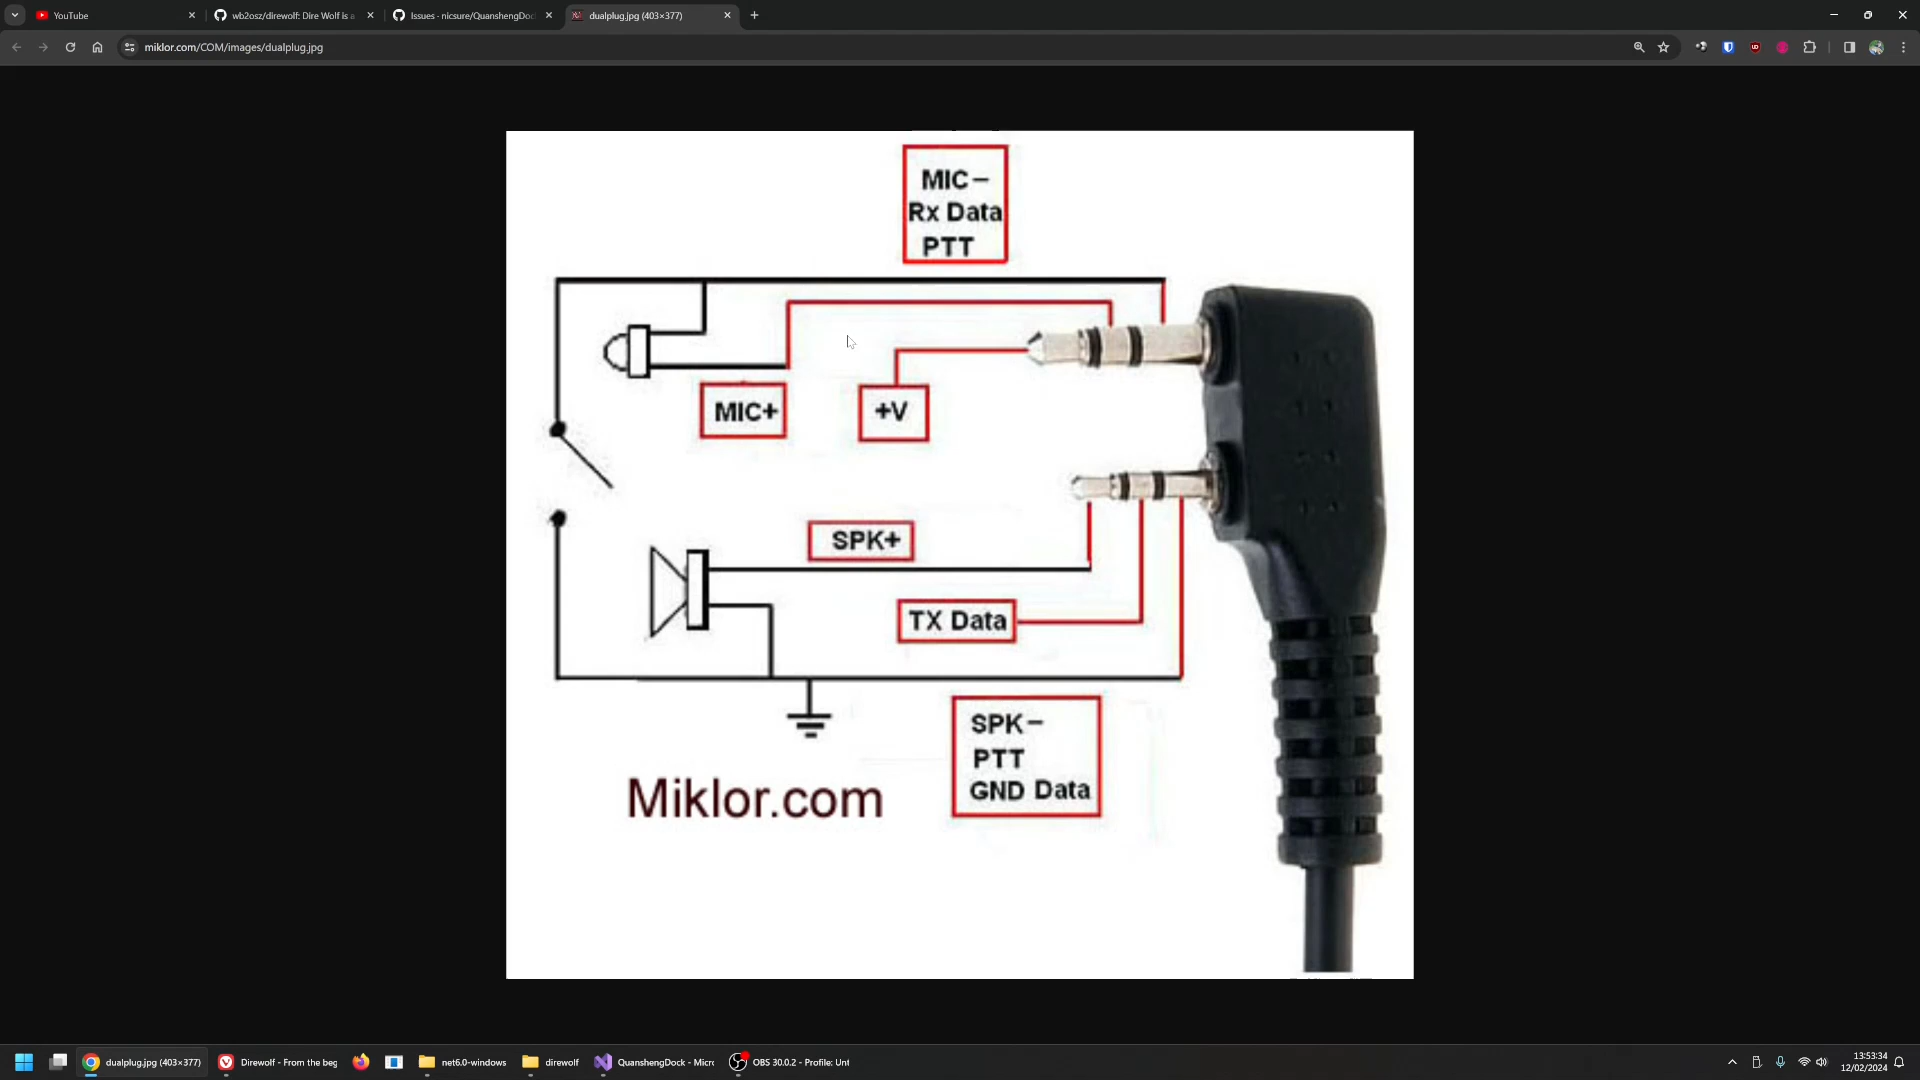 YouTube
wb2osz/direwolf: Dire Wolf is a
Issues · nicsure/QuanshengDoc
dualplug.jpg (403×377)
miklor.com/COM/images/dualplug.jpg
MIC–
Rx Data
PTT
MIC+
+V
SPK+
TX Data
SPK–
PTT
GND Data
Miklor.com
dualplug.jpg (403×377)
Direwolf - From the beg
net6.0-windows
direwolf
QuanshengDock - Micro
OBS 30.0.2 - Profile: Unt
13:53:34
12/02/2024